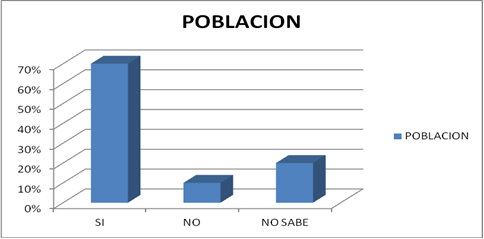 POBLACION
70%
60%
50%
40%
30%
20%
10%
0%
SI NO NO SABE
POBLACION